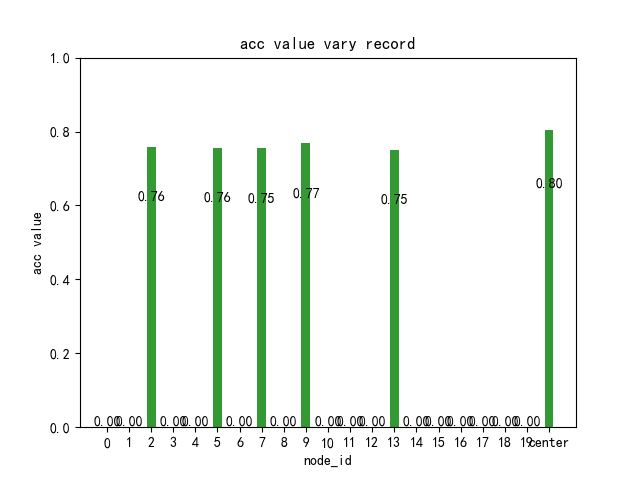 acc value vary record
1.0
0.8
0.6
0.4
0.2
0.0
acc value
0.76 0.76 0.75 0.77 0.75 0.80
0.00 0.00 0.00 0.00 0.00 0.00 0.00 0.00 0.00 0.00 0.00 0.00 0.00 0.00 0.00
0 1 2 3 4 5 6 7 8 9 10 11 12 13 14 15 16 17 18 19 center
node_id